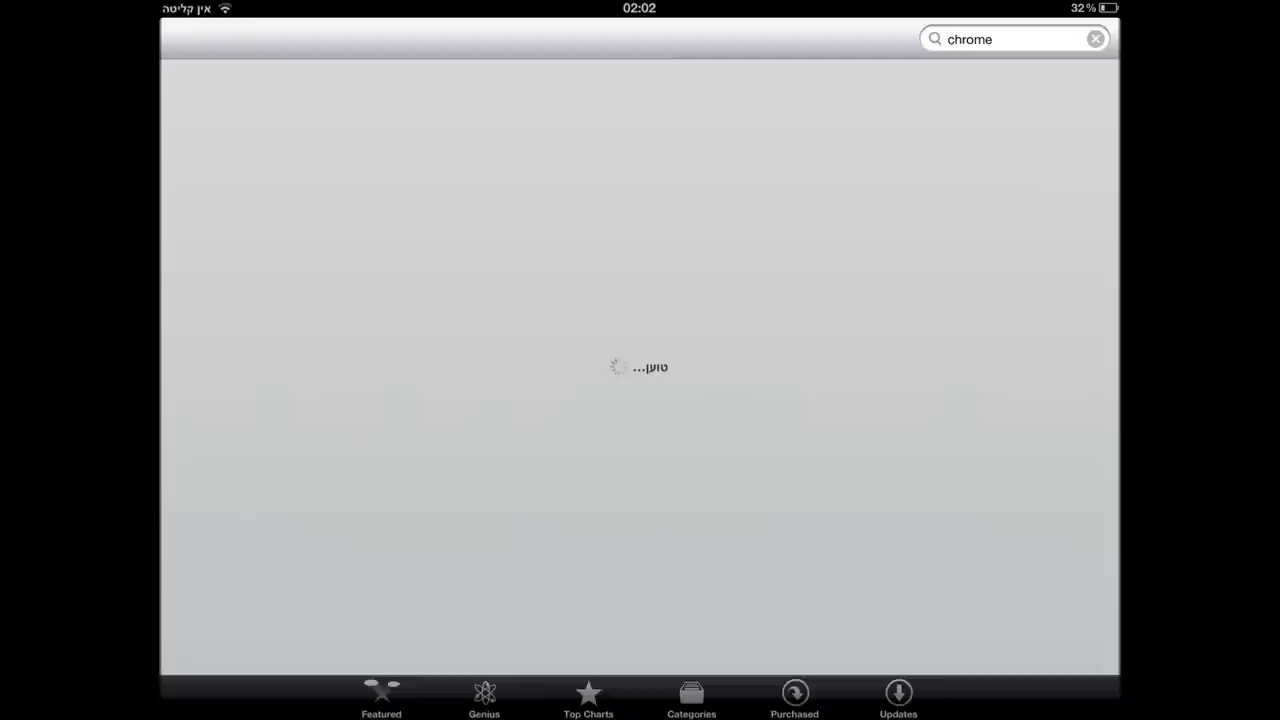 אין קליטה
02:02
32%
chrome
טוען...
Featured
Genius
Top Charts
Categories
Purchased
Updates